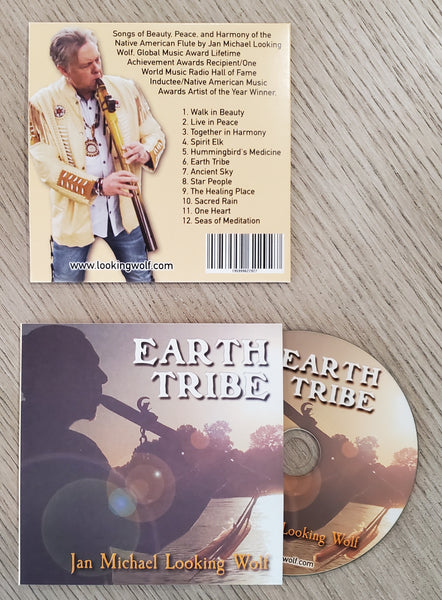 Songs of Beauty, Peace, and Harmony of the
Native American Flute by Jan Michael Looking
Wolf. Global Music Award Lifetime
Achievement Awards Recipient/One
World Music Radio Hall of Fame
Inductee/Native American Music
Awards Artist of the Year Winner.
1. Walk in Beauty
2. Live in Peace
3. Together in Harmony
4. Spirit Elk
5. Hummingbird's Medicine
6. Earth Tribe
7. Ancient Sky
8. Star People
9. The Healing Place
10. Sacred Rain
11. One Heart
12. Seas of Meditation
www.lookingwolf.com
EARTH
TRIBE
Jan Michael Looking Wolf
EARTH
TRIBE
Looking Wolf
wolf.com